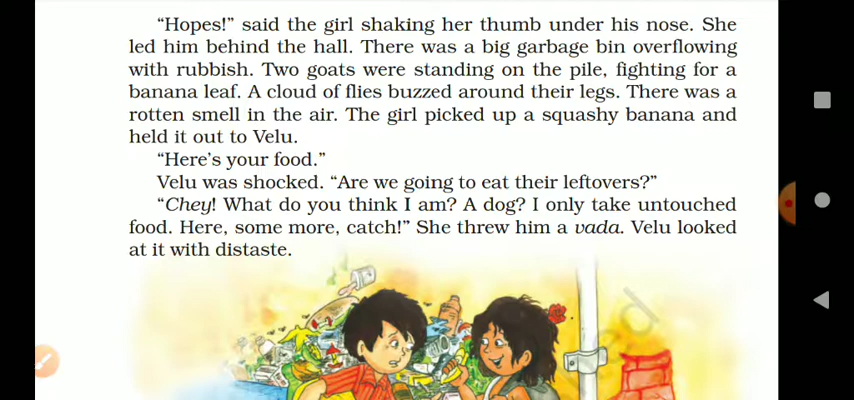 “Hopes!” said the girl shaking her thumb under his nose. She
led him behind the hall. There was a big garbage bin overflowing
with rubbish. Two goats were standing on the pile, fighting for a
banana leaf. A cloud of flies buzzed around their legs. There was a
rotten smell in the air. The girl picked up a squashy banana and
held it out to Velu.
“Here’s your food.”
Velu was shocked. “Are we going to eat their leftovers?”
“Chey! What do you think I am? A dog? I only take untouched
food. Here, some more, catch!” She threw him a vada. Velu looked
at it with distaste.